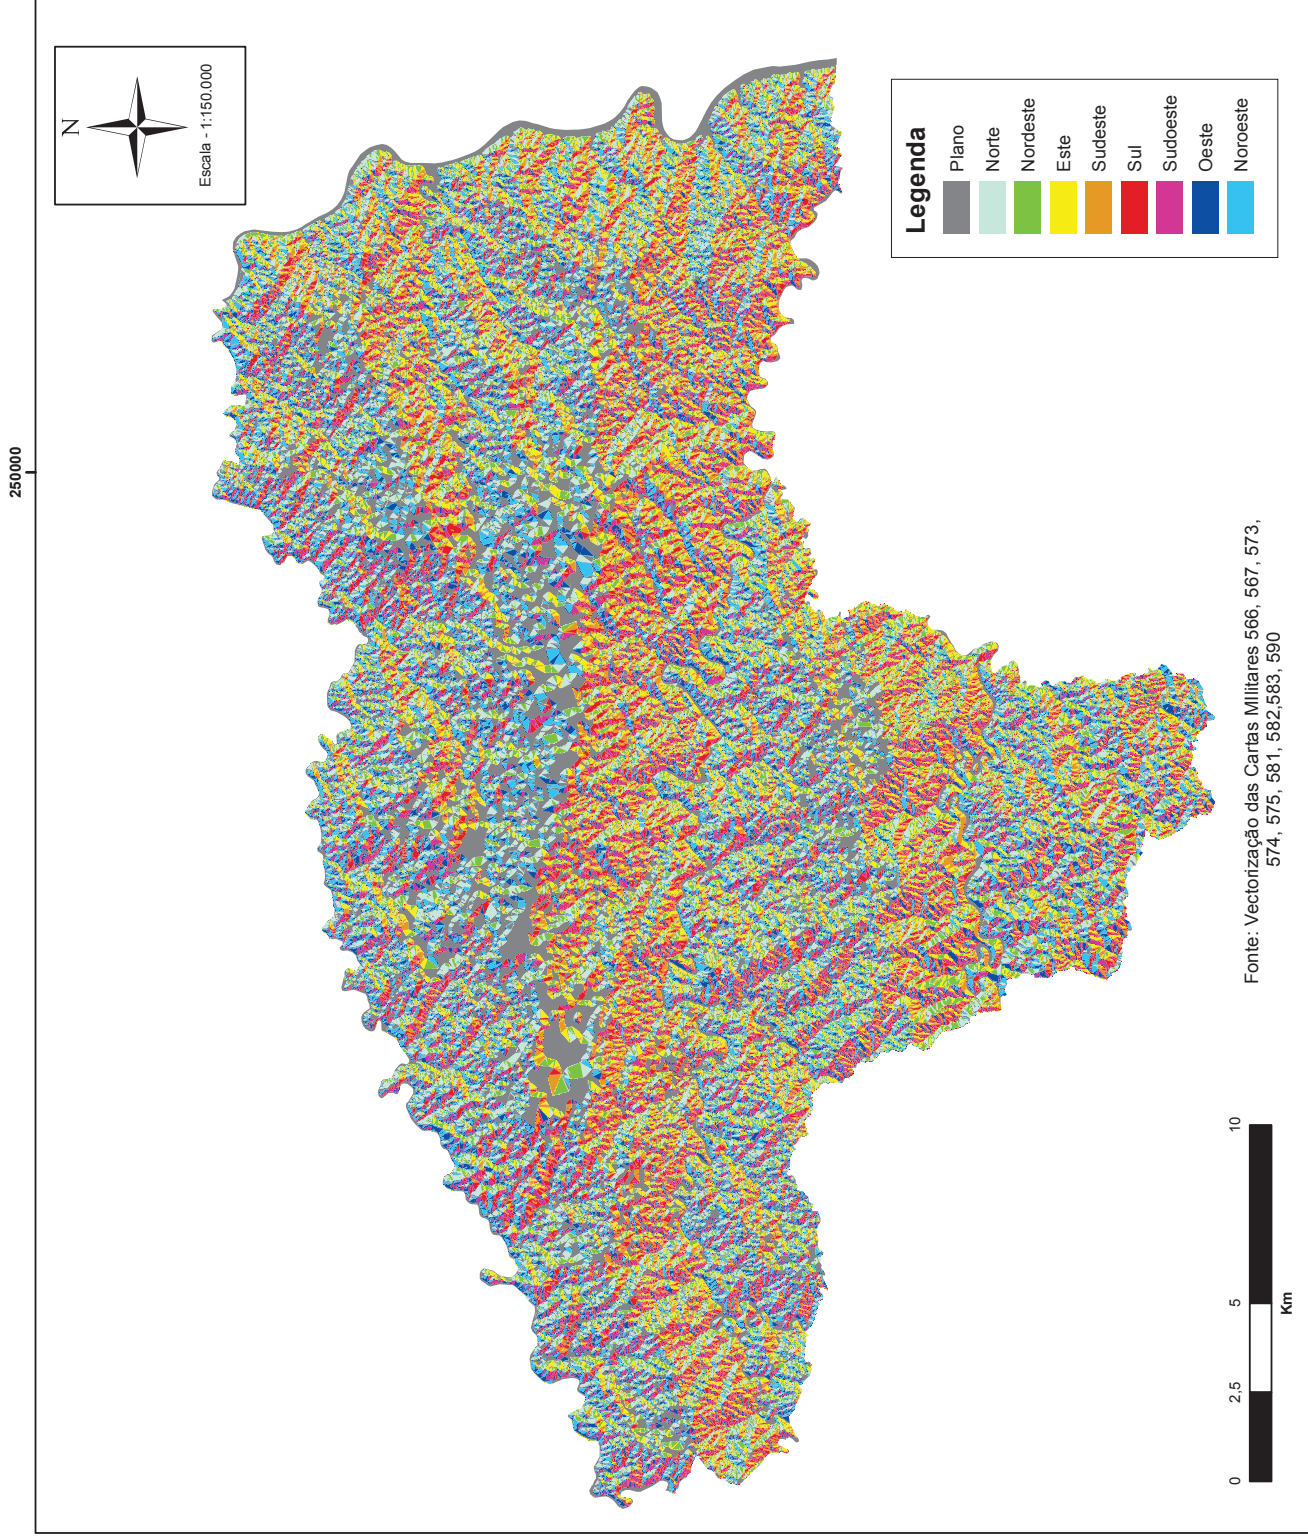 250000
N
Escala - 1:150.000
Legenda
Plano
Norte
Nordeste
Este
Sudeste
Sul
Sudoeste
Oeste
Noroeste
Fonte: Vectorização das Cartas MIlitares 566, 567, 573,
574, 575, 581, 582,583, 590
0 2,5 5 10
Km